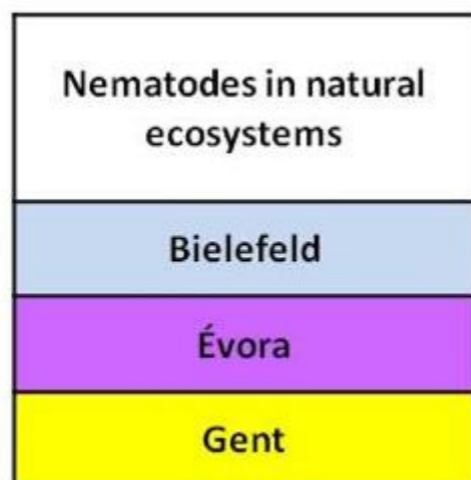 Nematodes in natural
ecosystems
Bielefeld
Évora
Gent